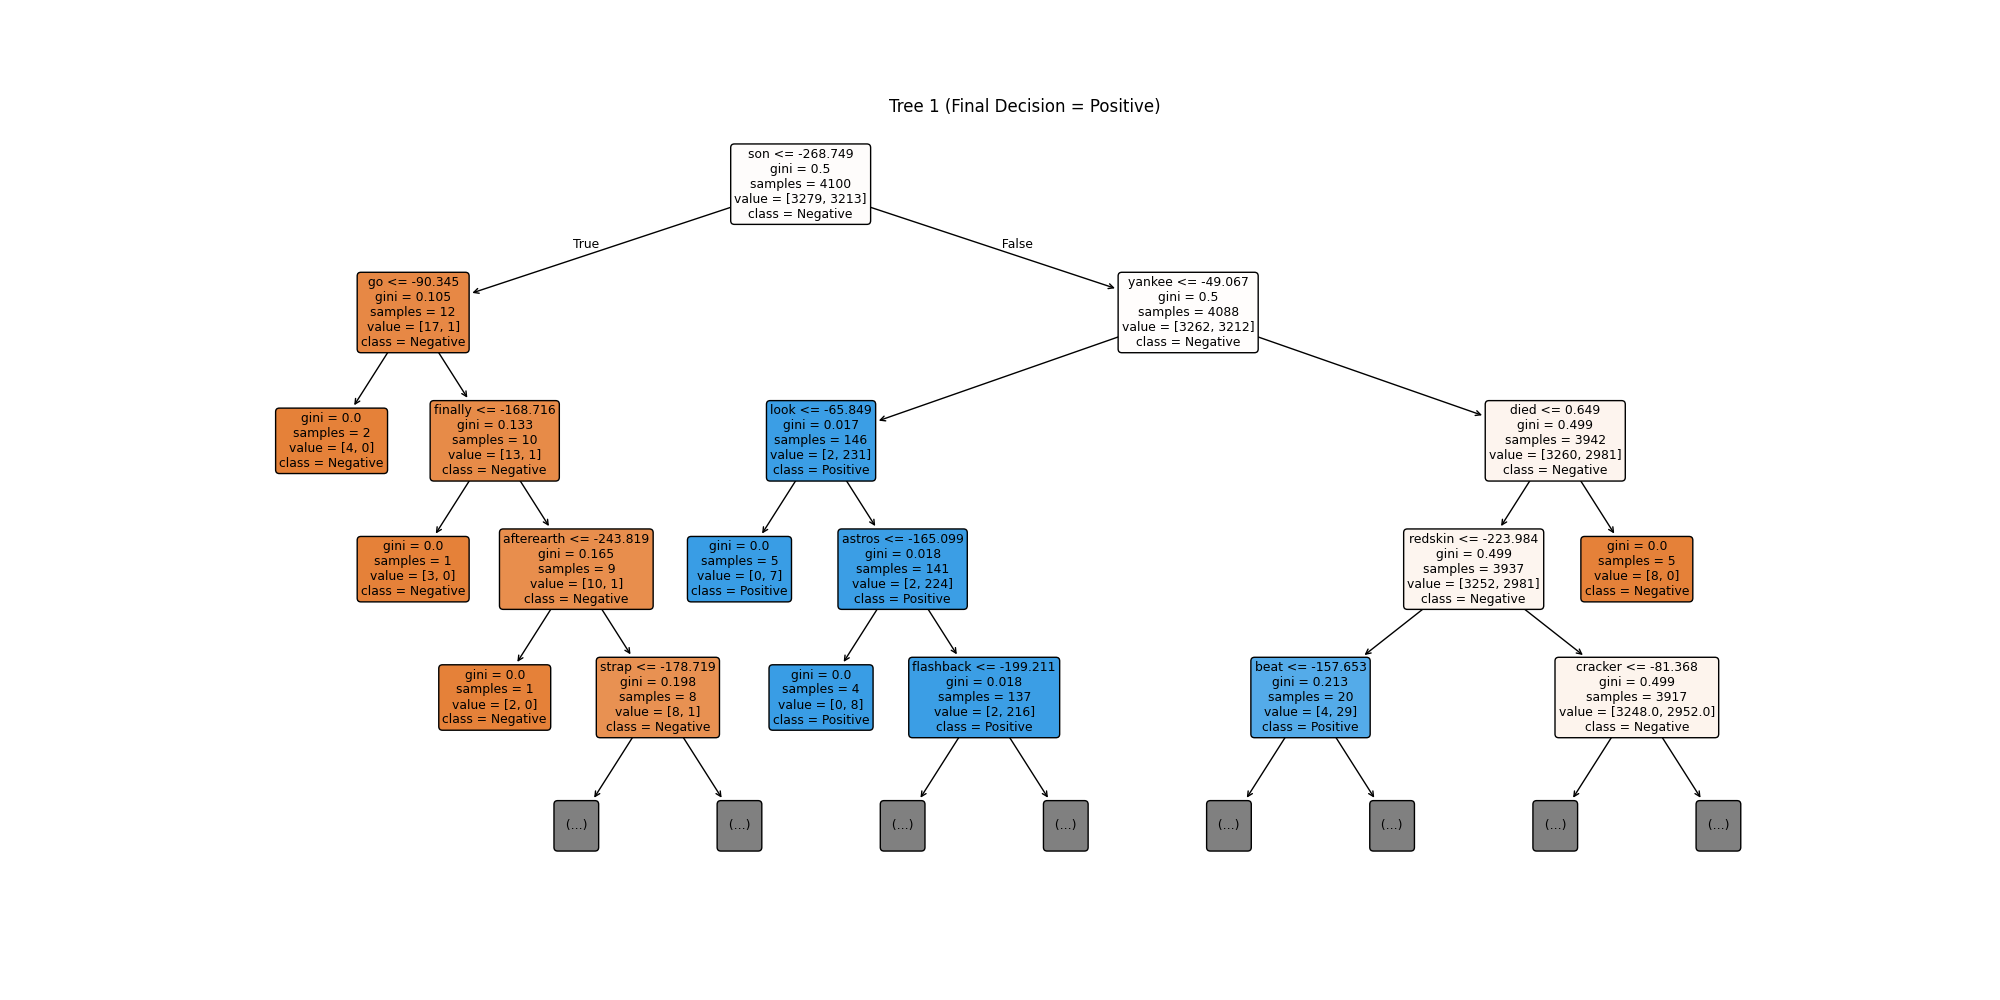 Tree 1 (Final Decision = Positive)
son <= -268.749
gini = 0.5
samples = 4100
value = [3279, 3213]
class = Negative
True
False
go <= -90.345
gini = 0.105
samples = 12
value = [17, 1]
class = Negative
yankee <= -49.067
gini = 0.5
samples = 4088
value = [3262, 3212]
class = Negative
gini = 0.0
samples = 2
value = [4, 0]
class = Negative
finally <= -168.716
gini = 0.133
samples = 10
value = [13, 1]
class = Negative
look <= -65.849
gini = 0.017
samples = 146
value = [2, 231]
class = Positive
died <= 0.649
gini = 0.499
samples = 3942
value = [3260, 2981]
class = Negative
gini = 0.0
samples = 1
value = [3, 0]
class = Negative
afterearth <= -243.819
gini = 0.165
samples = 9
value = [10, 1]
class = Negative
gini = 0.0
samples = 5
value = [0, 7]
class = Positive
astros <= -165.099
gini = 0.018
samples = 141
value = [2, 224]
class = Positive
redskin <= -223.984
gini = 0.499
samples = 3937
value = [3252, 2981]
class = Negative
gini = 0.0
samples = 5
value = [8, 0]
class = Negative
gini = 0.0
samples = 1
value = [2, 0]
class = Negative
strap <= -178.719
gini = 0.198
samples = 8
value = [8, 1]
class = Negative
gini = 0.0
samples = 4
value = [0, 8]
class = Positive
flashback <= -199.211
gini = 0.018
samples = 137
value = [2, 216]
class = Positive
beat <= -157.653
gini = 0.213
samples = 20
value = [4, 29]
class = Positive
cracker <= -81.368
gini = 0.499
samples = 3917
value = [3248.0, 2952.0]
class = Negative
(...)
(...)
(...)
(...)
(...)
(...)
(...)
(...)